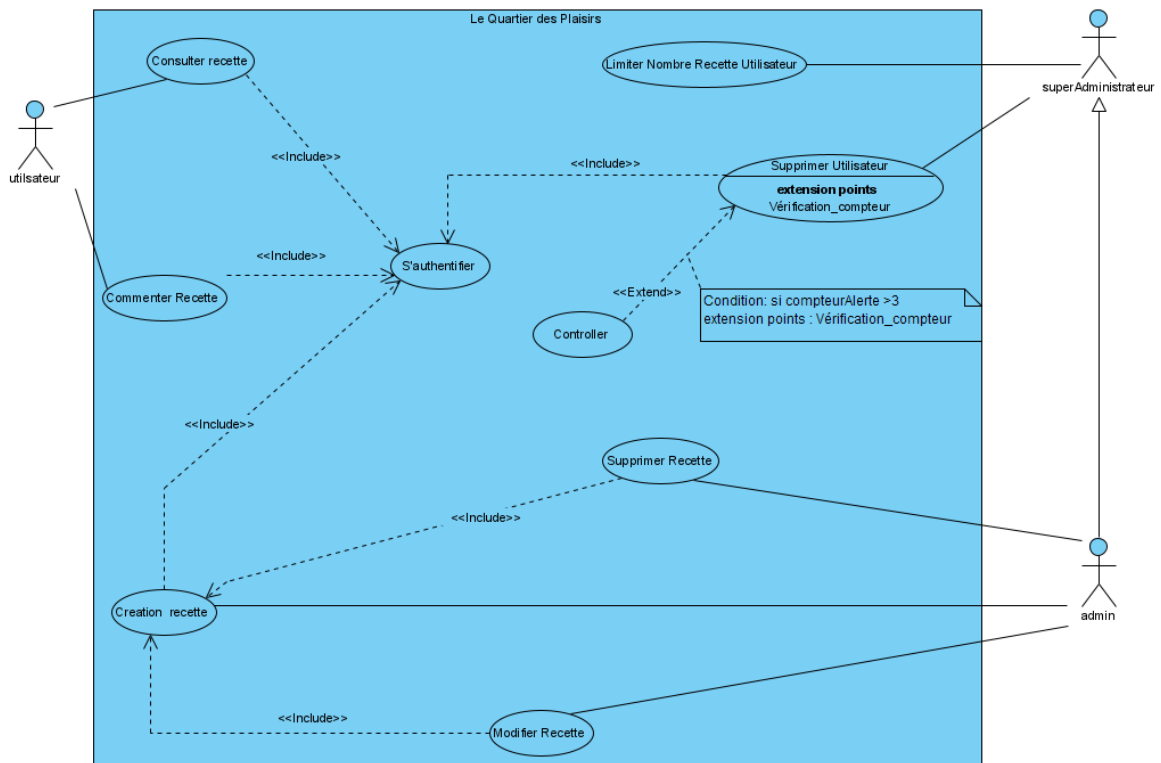 Le Quartier des Plaisirs
Consulter recette
Limiter Nombre Recette Utilisateur
superAdministrateur
utilsateur
<<Include>>
<<Include>>
Supprimer Utilisateur
extension points
Vérification_compteur
<<Include>>
S'authentifier
Commenter Recette
<<Extend>>
Condition: si compteurAlerte >3
extension points : Vérification_compteur
Controller
<<Include>>
Supprimer Recette
<<Include>>
Creation recette
admin
<<Include>>
Modifier Recette